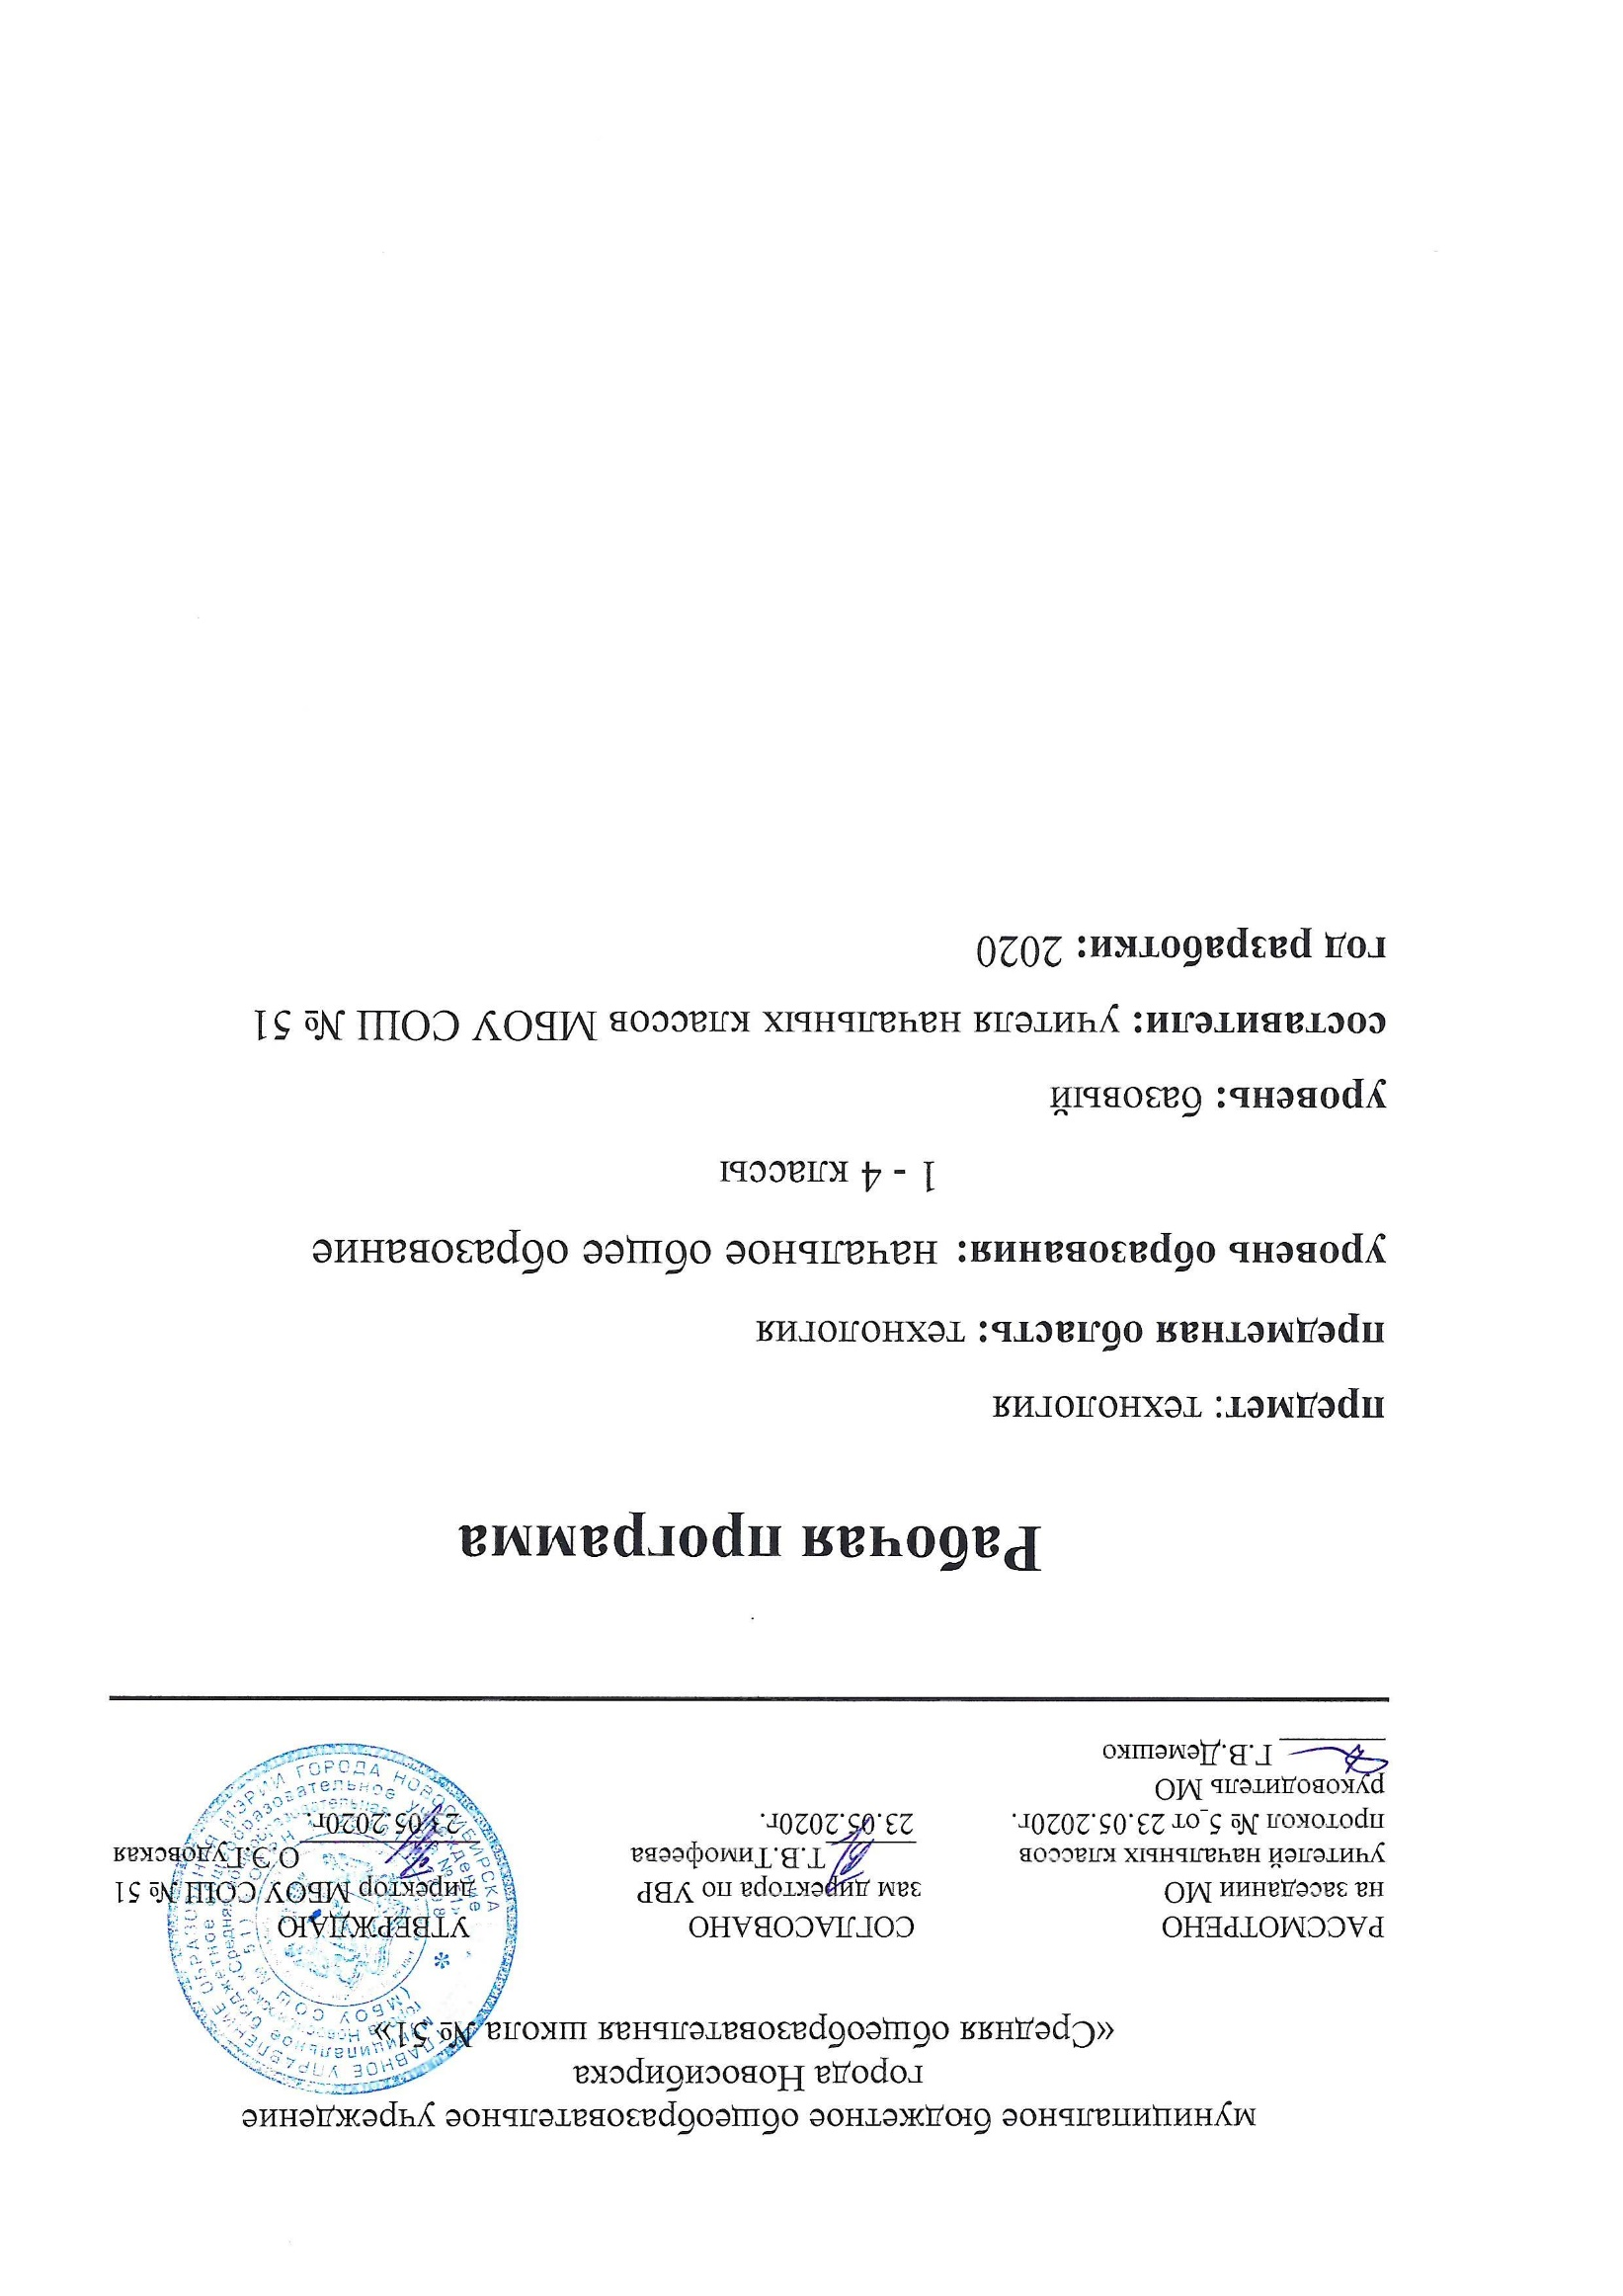 муниципальное бюджетное общеобразовательное учреждение
города Новосибирска
«Средняя общеобразовательная школа № 51»
РАССМОТРЕНО СОГЛАСОВАНО УТВЕРЖДАЮ
на заседании МО зам директора по УВР директор МБОУ СОШ № 51
учителей начальных классов Т.В.Тимофеева О.Э.Гудовская
протокол № 5 от 23.05.2020г. 23.05.2020г. 23.05.2020г.
руководитель МО
Г.В.Демешко
Рабочая программа
предмет: технология
предметная область: технология
уровень образования: начальное общее образование
1 - 4 классы
уровень: базовый
составители: учителя начальных классов МБОУ СОШ № 51
год разработки: 2020